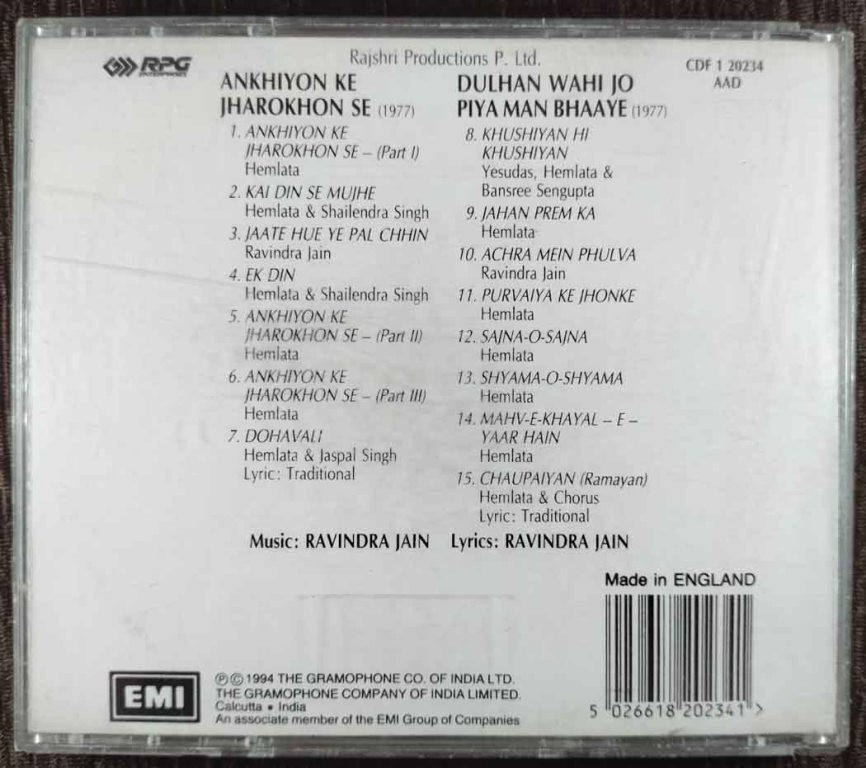 RPG
ENTERPRISES
Rajshri Productions P. Ltd.
CDF 1 20234
AAD
ANKHIYON KE
JHAROKHON SE (1977)
1. ANKHIYON KE
JHAROKHON SE – (Part I)
Hemlata
2. KAI DIN SE MUJHE
Hemlata & Shailendra Singh
3. JAATE HUE YE PAL CHHIN
Ravindra Jain
4. EK DIN
Hemlata & Shailendra Singh
5. ANKHIYON KE
JHAROKHON SE – (Part II)
Hemlata
6. ANKHIYON KE
JHAROKHON SE – (Part III)
Hemlata
7. DOHAVALI
Hemlata & Jaspal Singh
Lyric: Traditional
DULHAN WAHI JO
PIYA MAN BHAAYE (1977)
8. KHUSHIYAN HI
KHUSHIYAN
Yesudas, Hemlata &
Bansree Sengupta
9. JAHAN PREM KA
Hemlata
10. ACHRA MEIN PHULVA
Ravindra Jain
11. PURVAIYA KE JHONKE
Hemlata
12. SAJNA-O-SAJNA
Hemlata
13. SHYAMA-O-SHYAMA
Hemlata
14. MAHV-E-KHAYAL – E –
YAAR HAIN
Hemlata
15. CHAUPAIYAN (Ramayan)
Hemlata & Chorus
Lyric: Traditional
Music: RAVINDRA JAIN Lyrics: RAVINDRA JAIN
Made in ENGLAND
5 026618 202341 >
EMI
℗ © 1994 THE GRAMOPHONE CO. OF INDIA LTD.
THE GRAMOPHONE COMPANY OF INDIA LIMITED.
Calcutta • India
An associate member of the EMI Group of Companies